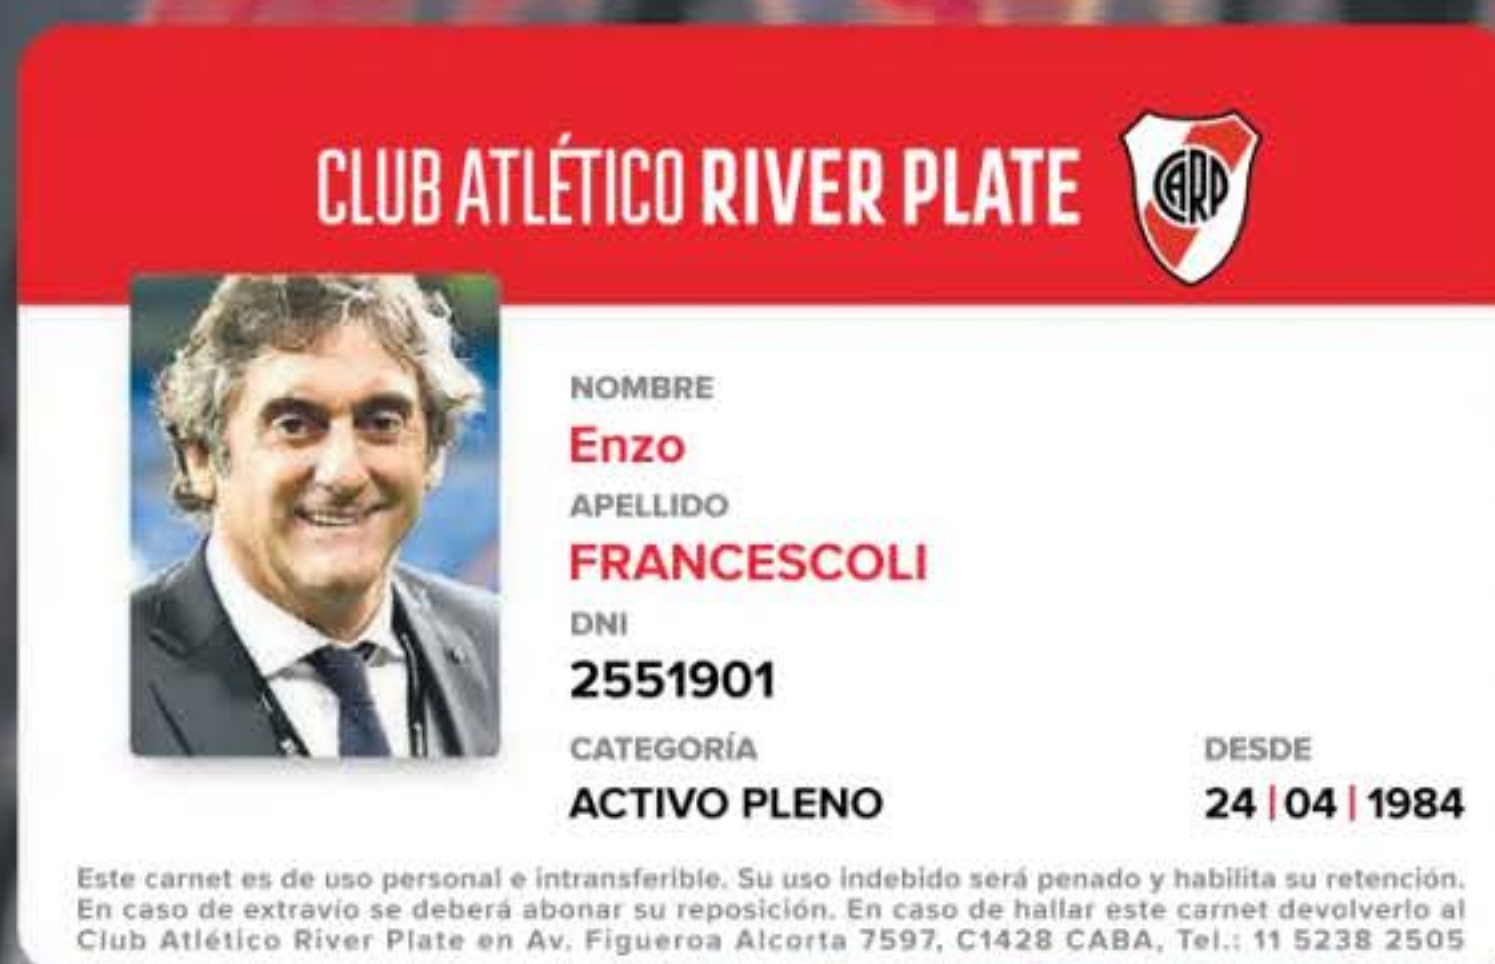 CLUB ATLÉTICO RIVER PLATE
CARP
NOMBRE
Enzo
APELLIDO
FRANCESCOLI
DNI
2551901
CATEGORÍA
DESDE
ACTIVO PLENO
24|04|1984
Este carnet es de uso personal e intransferible. Su uso indebido será penado y habilita su retención.
En caso de extravío se deberá abonar su reposición. En caso de hallar este carnet devolverlo al
Club Atlético River Plate en Av. Figueroa Alcorta 7597, C1428 CABA, Tel.: 11 5238 2505